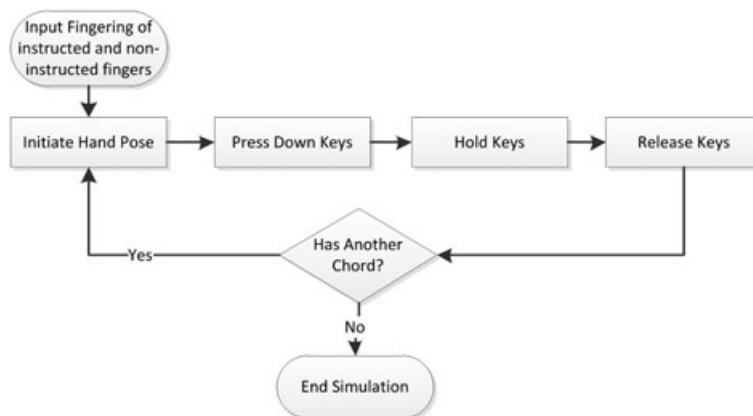 Input Fingering of
instructed and non-
instructed fingers
Initiate Hand Pose
Press Down Keys
Hold Keys
Release Keys
Has Another
Chord?
Yes
No
End Simulation